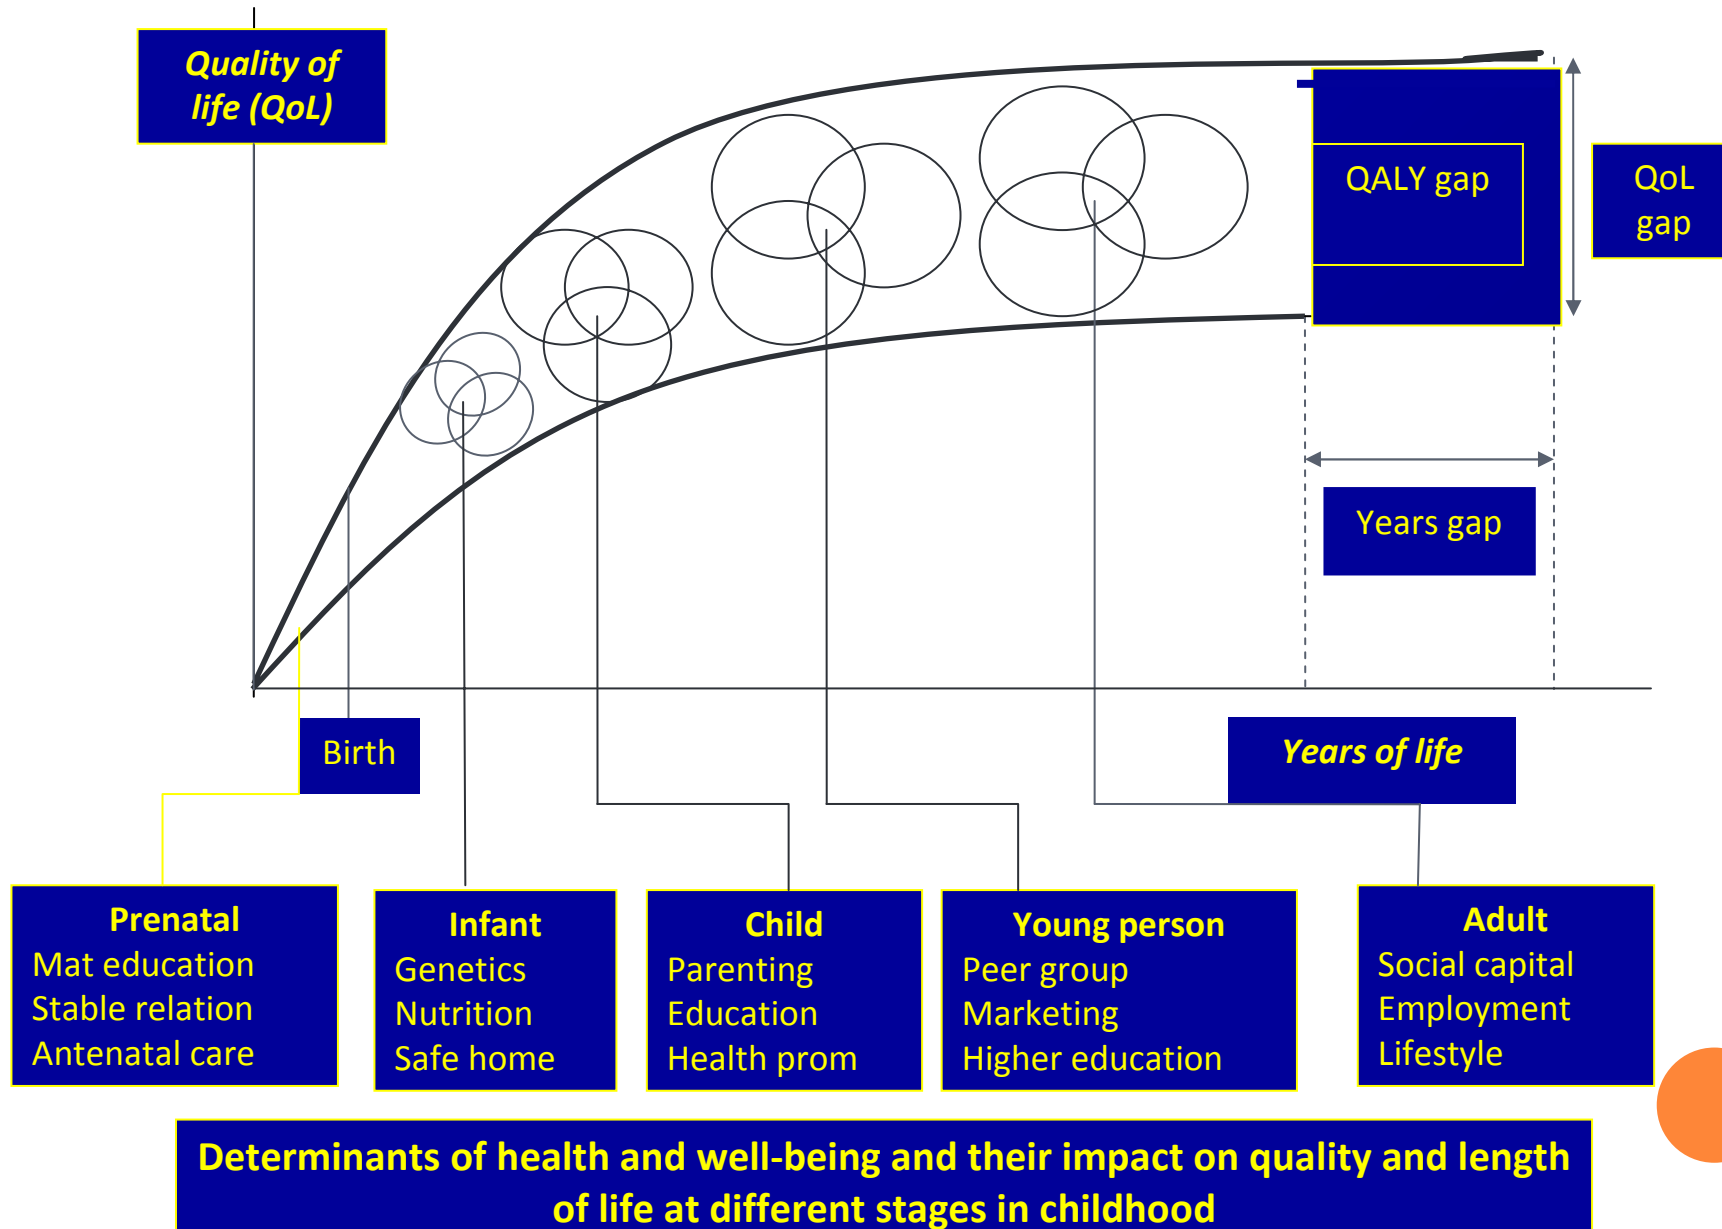 Quality of
life (QoL)
QALY gap
QoL
gap
Years gap
Birth
Years of life
Prenatal
Mat education
Stable relation
Antenatal care
Infant
Genetics
Nutrition
Safe home
Child
Parenting
Education
Health prom
Young person
Peer group
Marketing
Higher education
Adult
Social capital
Employment
Lifestyle
Determinants of health and well-being and their impact on quality and length
of life at different stages in childhood